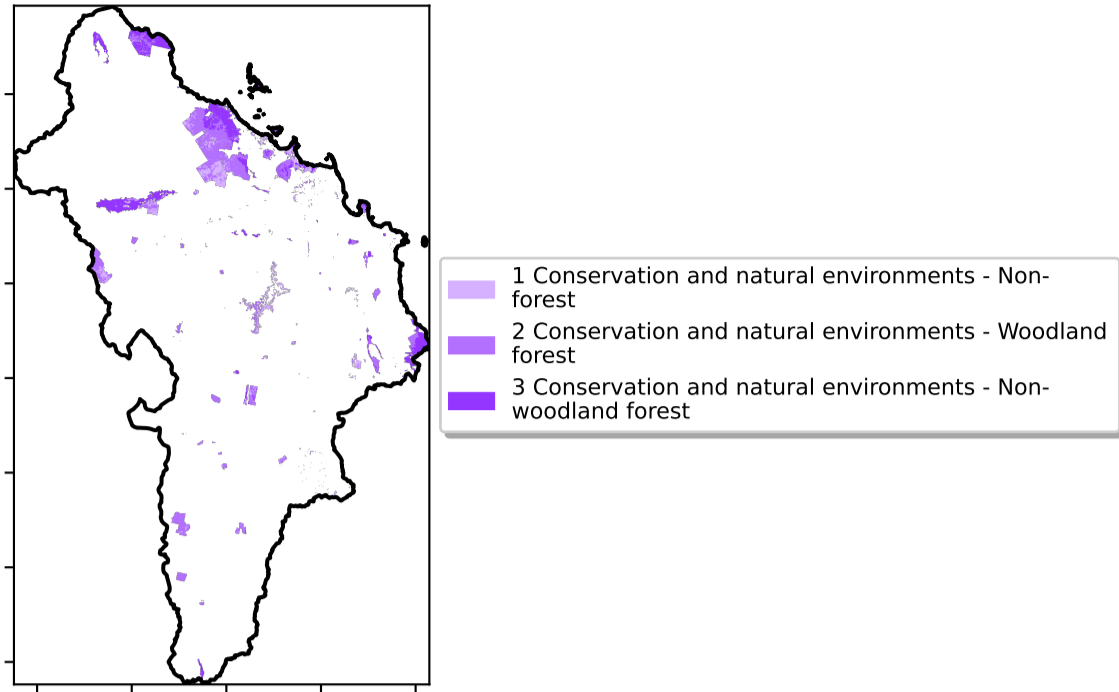 1 Conservation and natural environments - Non-
forest
2 Conservation and natural environments - Woodland
forest
3 Conservation and natural environments - Non-
woodland forest